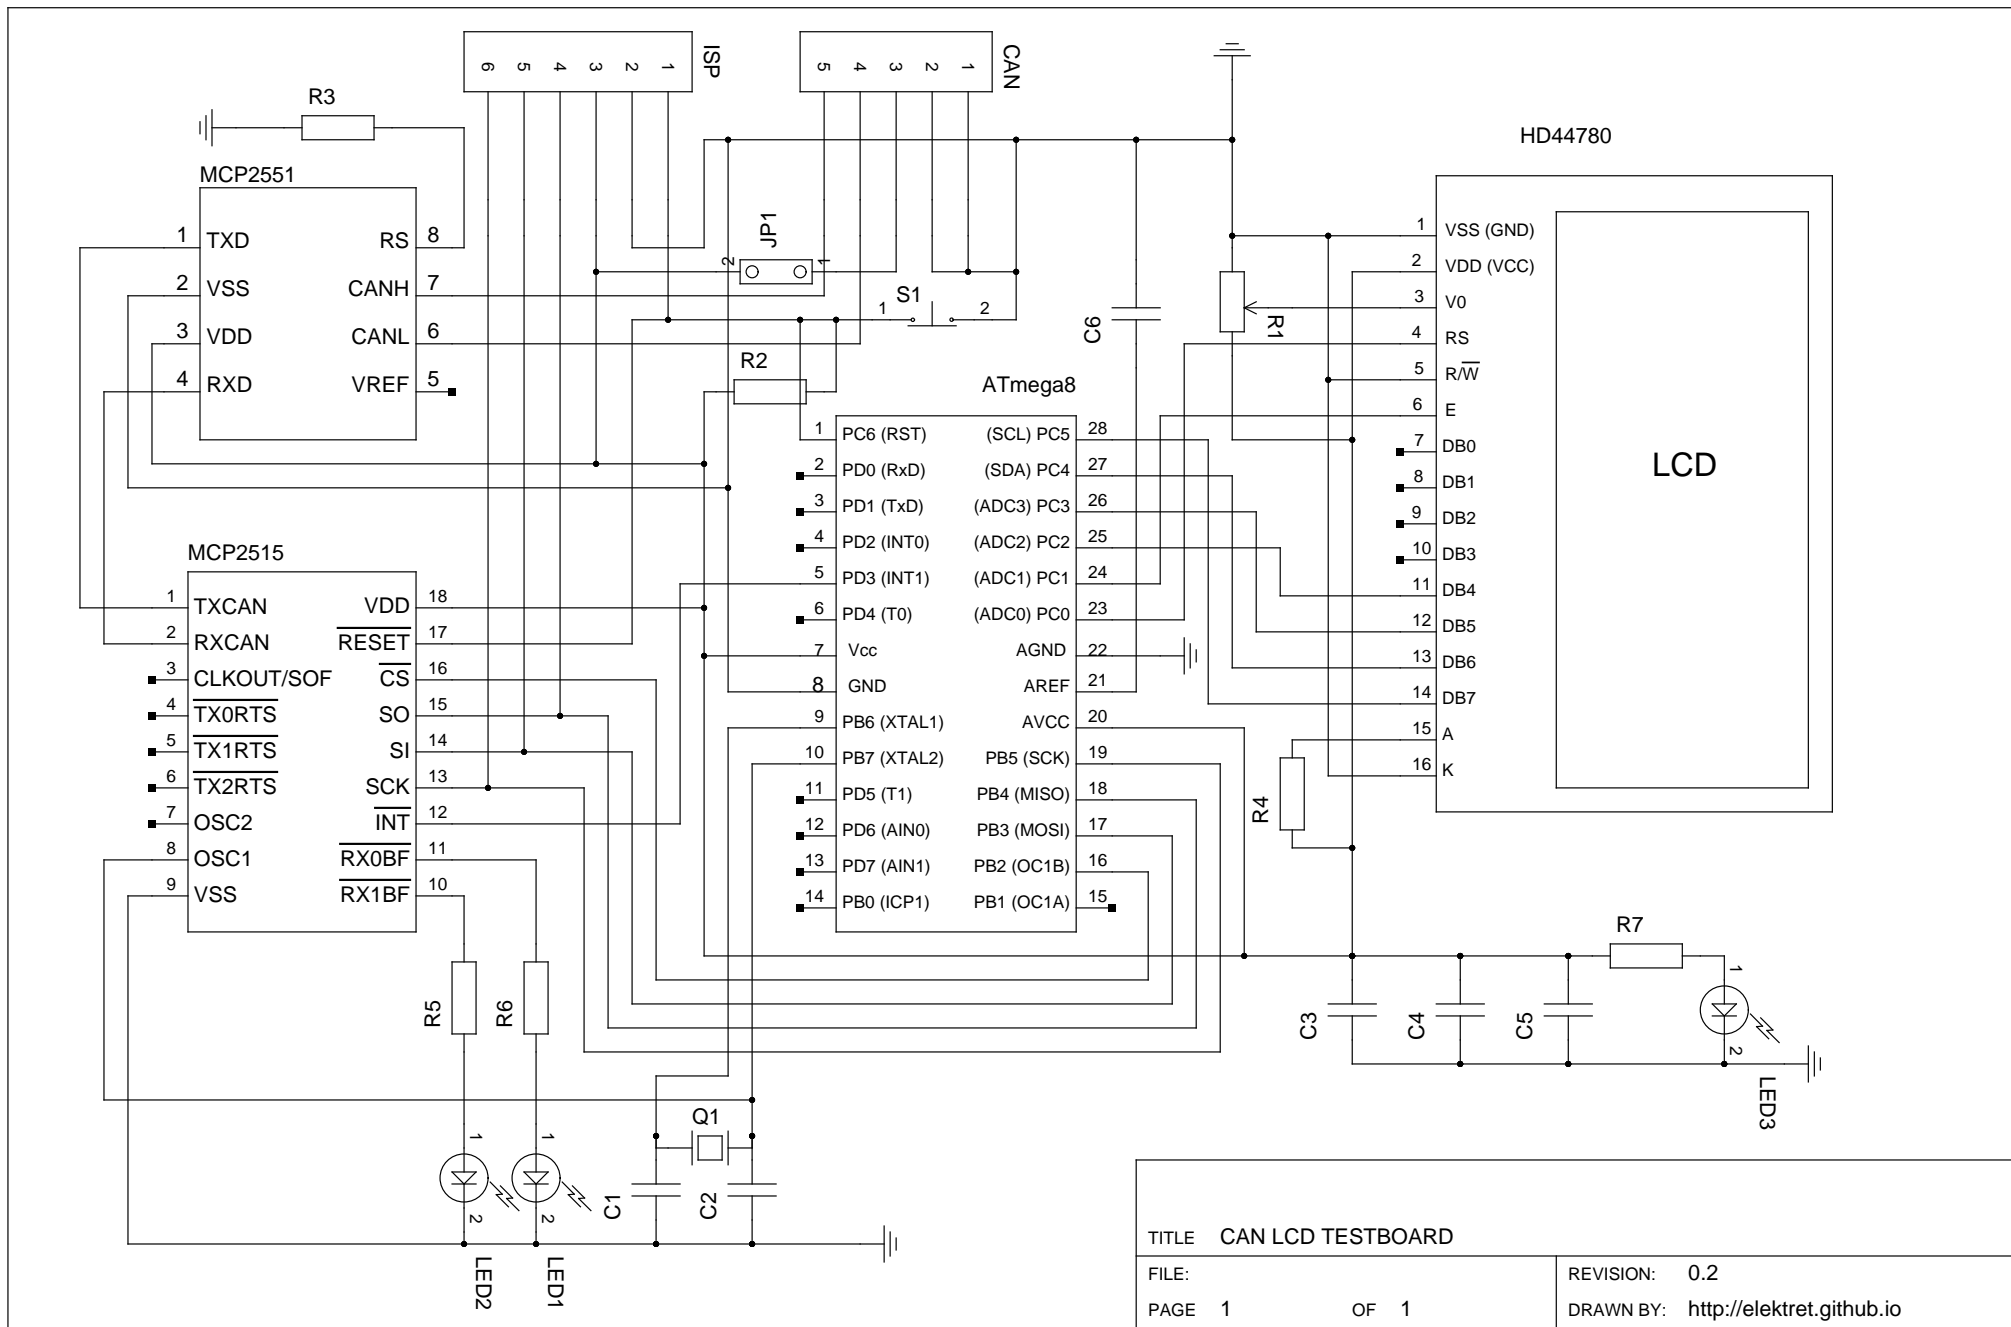 ISP
6 5 4 3 2 1
CAN
5 4 3 2 1
R3
MCP2551
1 TXD
2 VSS
3 VDD
4 RXD
RS 8
CANH 7
CANL 6
VREF 5
JP1
2 1
S1
1 2
R2
C6
R1
HD44780
LCD
1 VSS (GND)
2 VDD (VCC)
3 V0
4 RS
5 R/W̅
6 E
7 DB0
8 DB1
9 DB2
10 DB3
11 DB4
12 DB5
13 DB6
14 DB7
15 A
16 K
ATmega8
1 PC6 (RST)
2 PD0 (RxD)
3 PD1 (TxD)
4 PD2 (INT0)
5 PD3 (INT1)
6 PD4 (T0)
7 Vcc
8 GND
9 PB6 (XTAL1)
10 PB7 (XTAL2)
11 PD5 (T1)
12 PD6 (AIN0)
13 PD7 (AIN1)
14 PB0 (ICP1)
(SCL) PC5 28
(SDA) PC4 27
(ADC3) PC3 26
(ADC2) PC2 25
(ADC1) PC1 24
(ADC0) PC0 23
AGND 22
AREF 21
AVCC 20
PB5 (SCK) 19
PB4 (MISO) 18
PB3 (MOSI) 17
PB2 (OC1B) 16
PB1 (OC1A) 15
MCP2515
1 TXCAN
2 RXCAN
3 CLKOUT/SOF
4 TX0RTS
5 TX1RTS
6 TX2RTS
7 OSC2
8 OSC1
9 VSS
VDD 18
RESET 17
CS 16
SO 15
SI 14
SCK 13
INT 12
RX0BF 11
RX1BF 10
R4
R7
C3
C4
C5
1
2
LED3
R5
R6
1
2
LED2
1
2
LED1
Q1
C1
C2
TITLE CAN LCD TESTBOARD
FILE:
REVISION: 0.2
PAGE 1 OF 1
DRAWN BY: http://elektret.github.io